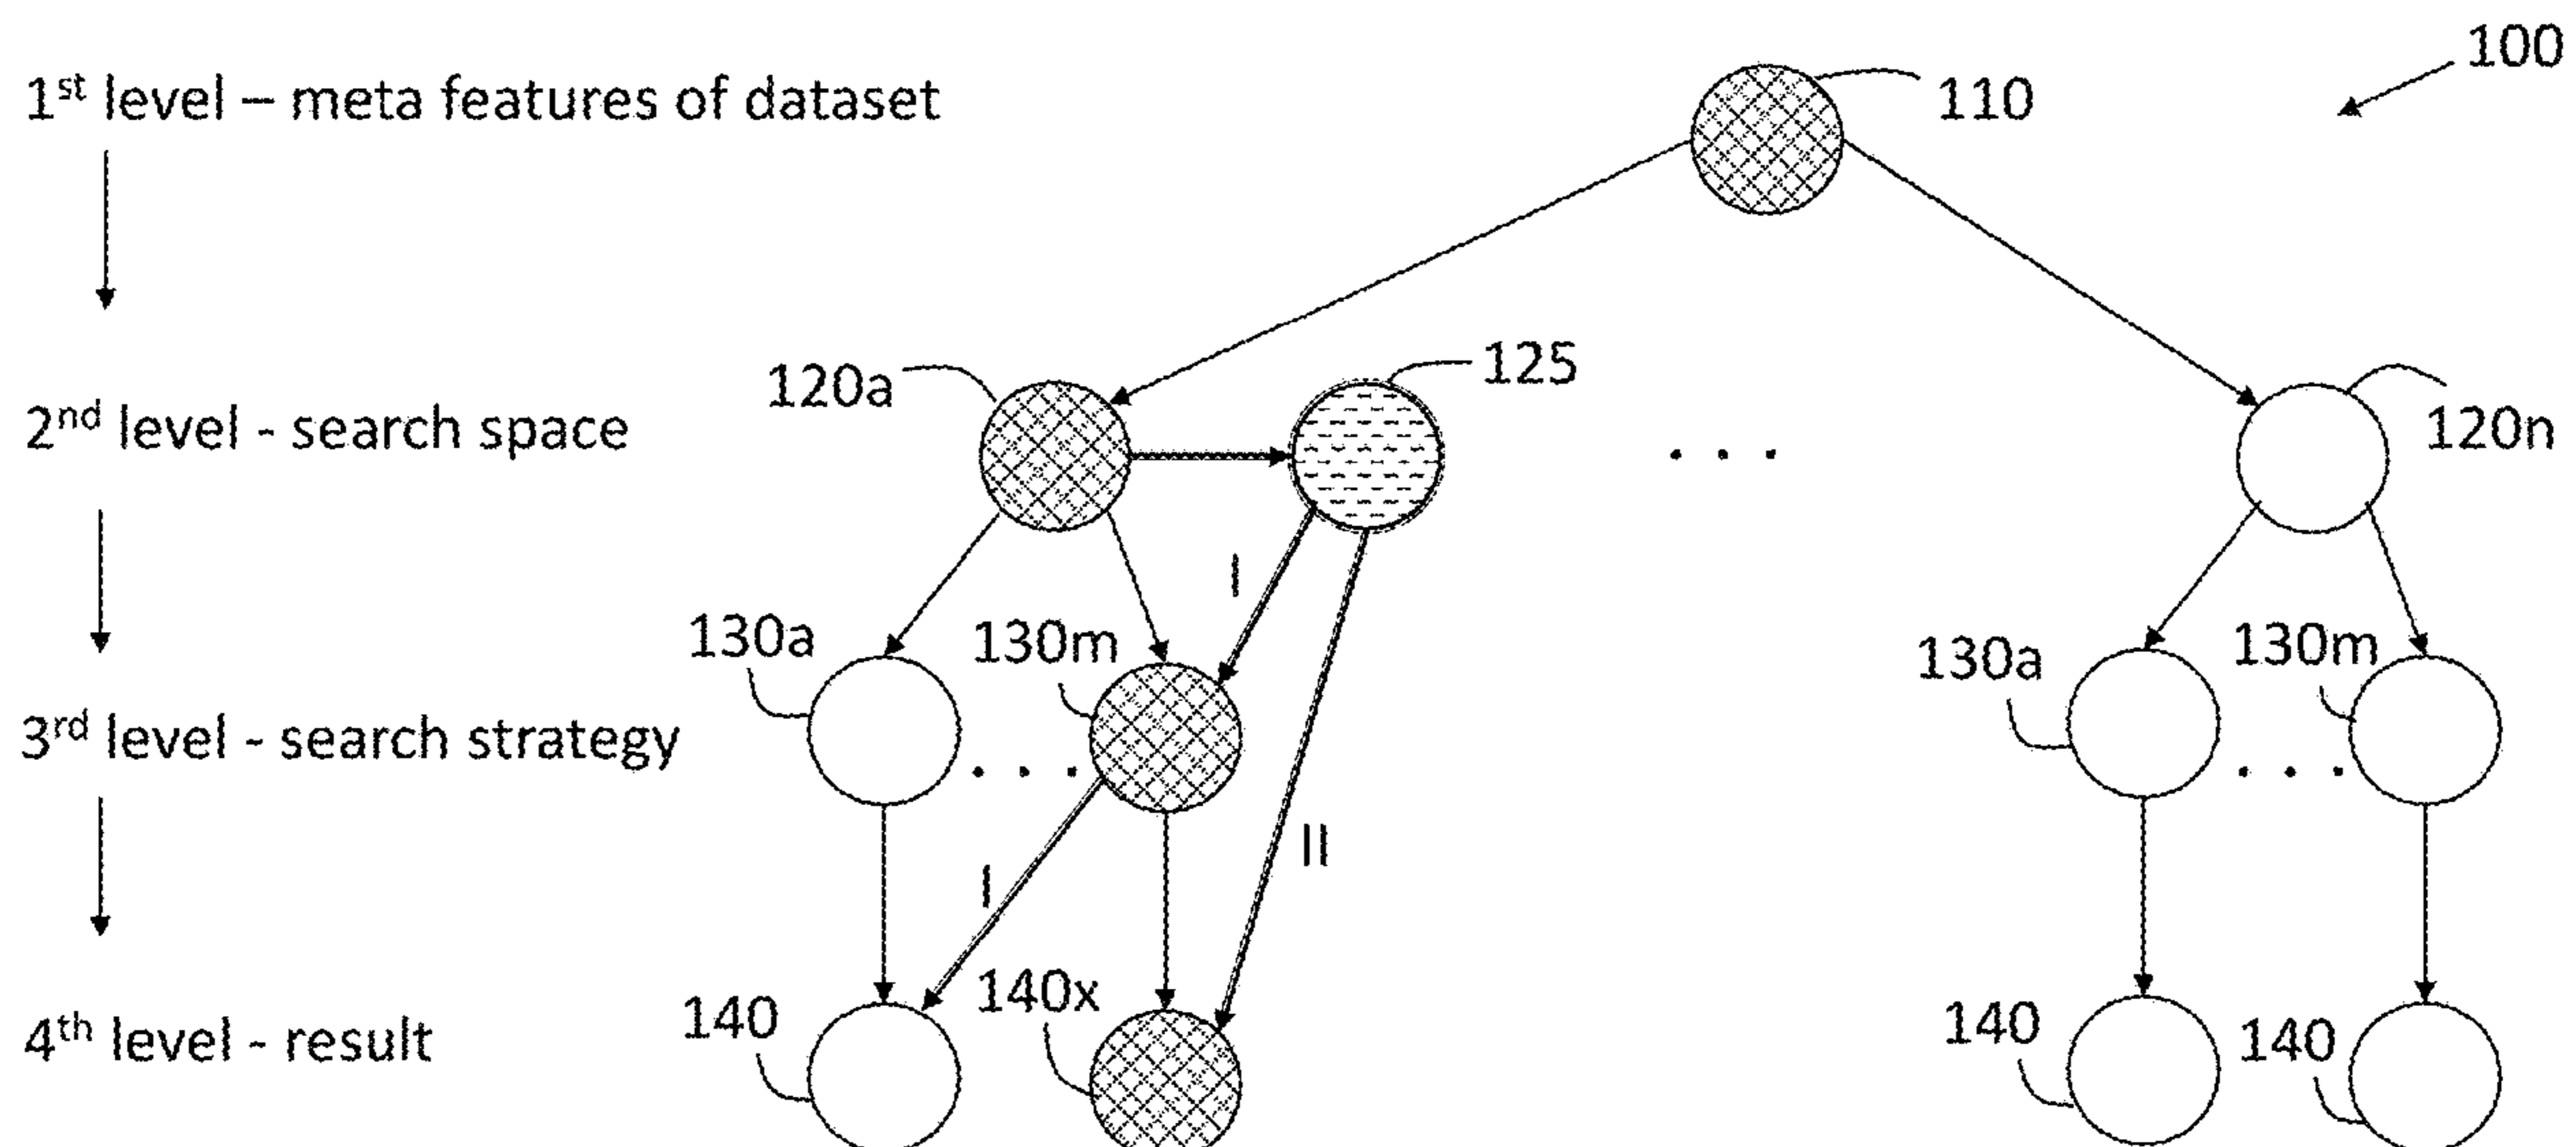 100
1st level – meta features of dataset
110
120a
125
2nd level - search space
120n
I
130a
130m
130a
130m
3rd level - search strategy
II
I
140
140x
140
140
4th level - result